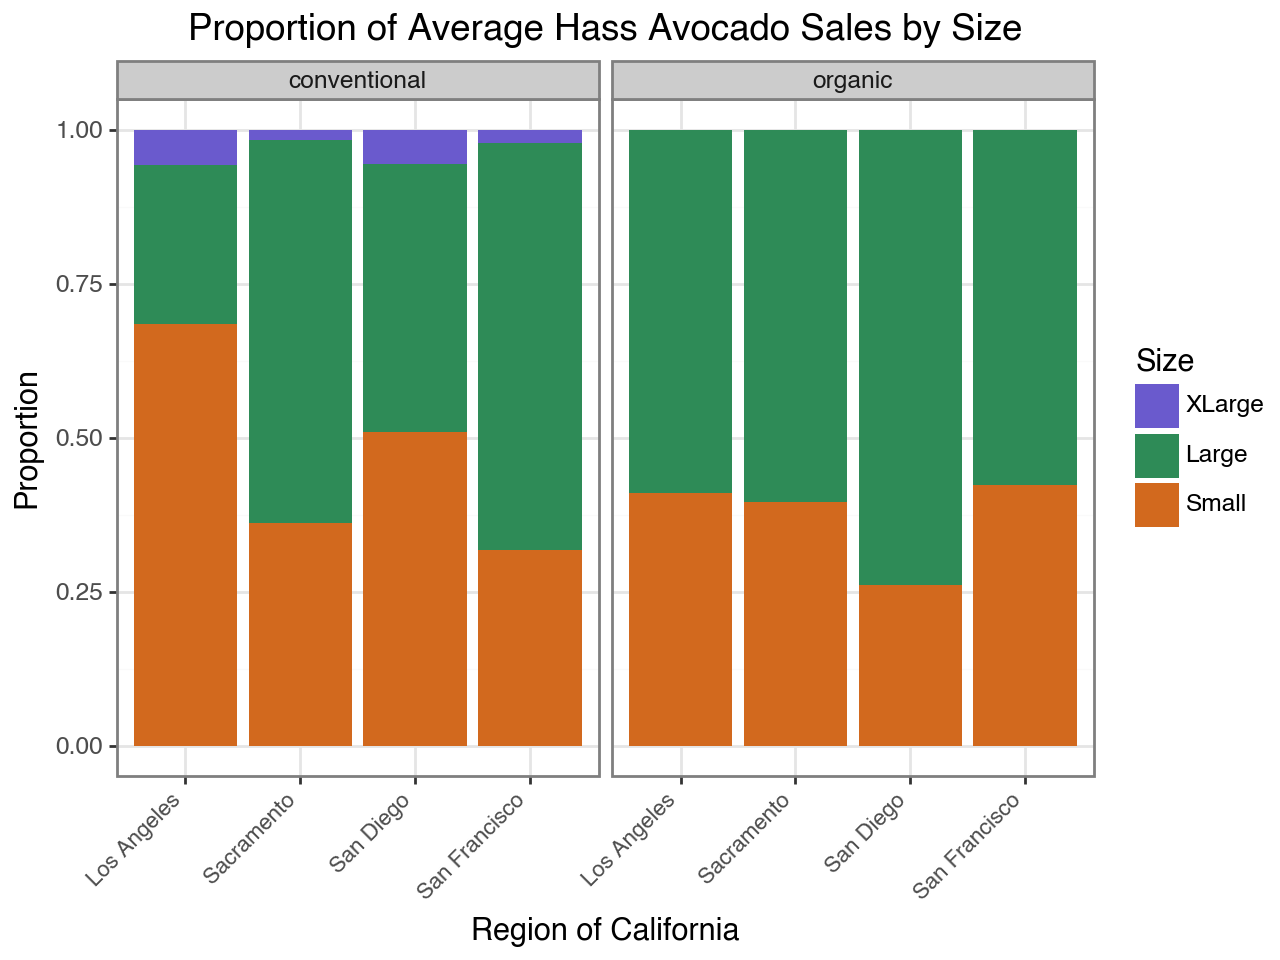 Proportion of Average Hass Avocado Sales by Size
conventional
organic
1.00
0.75
0.50
0.25
0.00
Proportion
Los Angeles
Sacramento
San Diego
San Francisco
Los Angeles
Sacramento
San Diego
San Francisco
Region of California
Size
XLarge
Large
Small